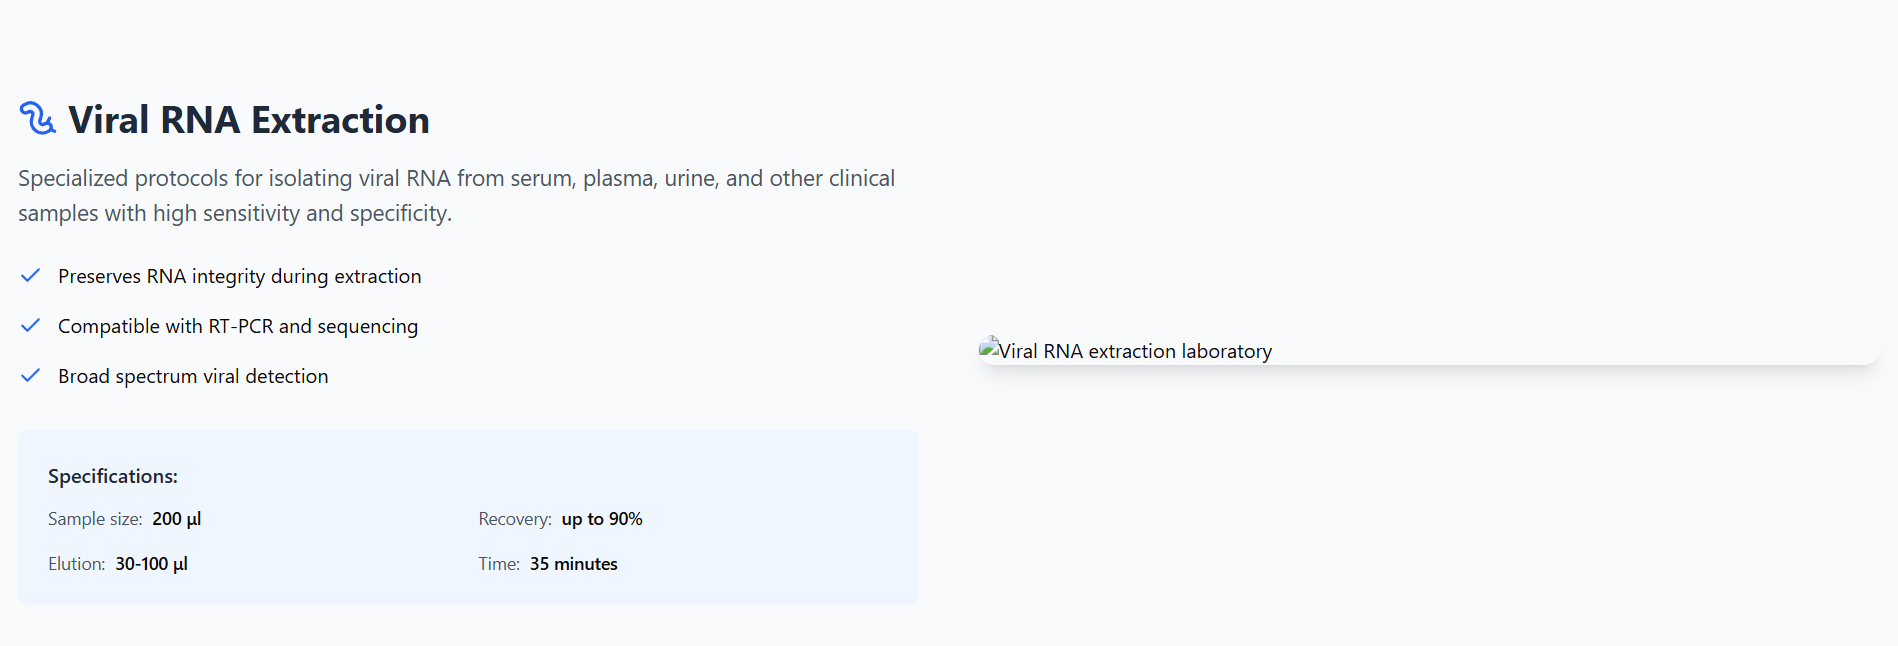 Viral RNA Extraction
Specialized protocols for isolating viral RNA from serum, plasma, urine, and other clinical
samples with high sensitivity and specificity.
Preserves RNA integrity during extraction
Compatible with RT-PCR and sequencing
Broad spectrum viral detection
Viral RNA extraction laboratory
Specifications:
Sample size: 200 µl
Recovery: up to 90%
Elution: 30-100 µl
Time: 35 minutes